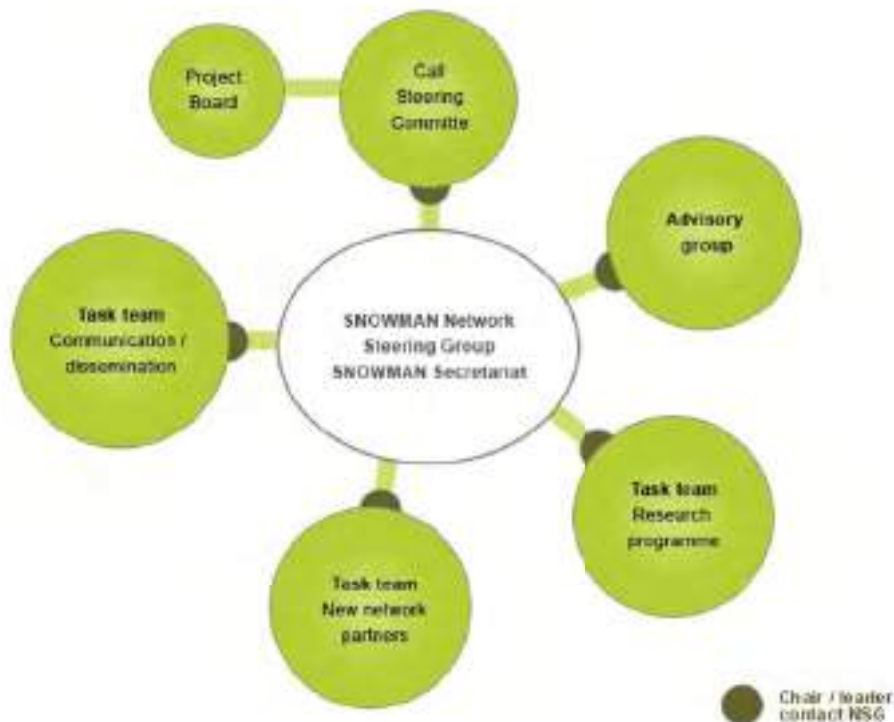 Project
Board
Call
Steering
Committe
Advisory
group
Task team
Communication /
dissemination
SNOWMAN Network
Steering Group
SNOWMAN Secretariat
Task team
Research
programme
Task team
New network
partners
Chair / leader
contact NSG